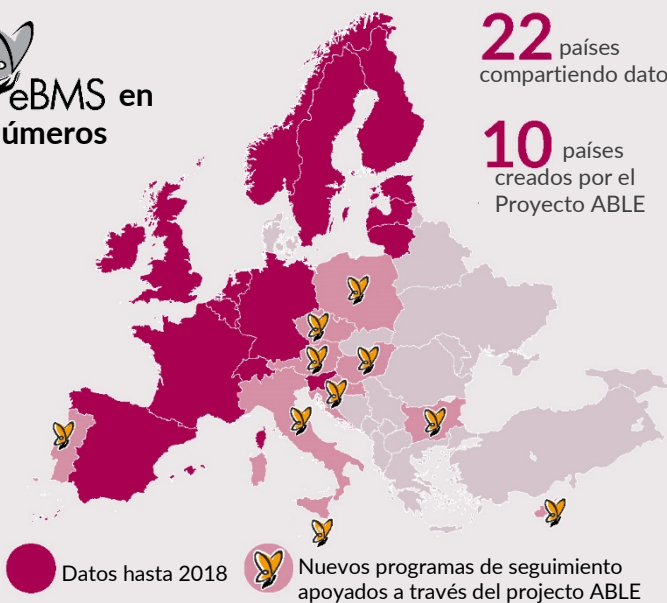 eBMS en
úmeros
22 países
compartiendo dato
10 países
creados por el
Proyecto ABLE
Datos hasta 2018
Nuevos programas de seguimiento
apoyados a través del projecto ABLE